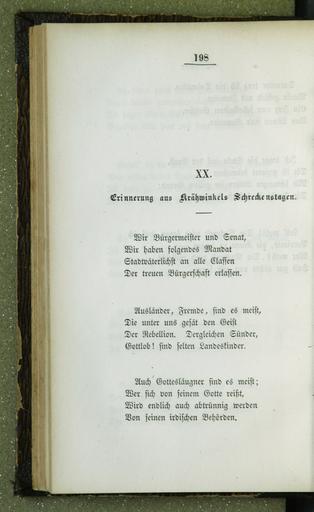 198
XX.
Erinnerung aus Krähwinkels Schreckenstagen.
Wir Bürgermeister und Senat,
Wir haben folgendes Mandat
Stadtväterlichst an alle Classen
Der treuen Bürgerschaft erlassen.
Ausländer, Fremde, sind es meist,
Die unter uns gesät den Geist
Der Rebellion. Dergleichen Sünder,
Gottlob! sind selten Landeskinder.
Auch Gottesläugner sind es meist;
Wer sich von seinem Gotte reißt,
Wird endlich auch abtrünnig werden
Von seinen irdischen Behörden.